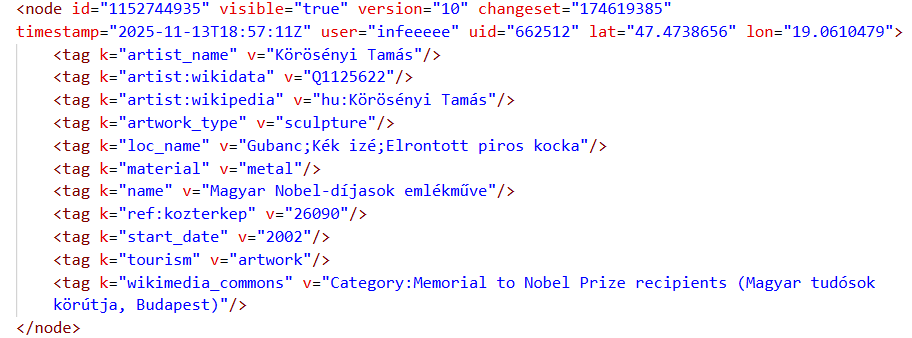 <node id="1152744935" visible="true" version="10" changeset="174619385"
timestamp="2025-11-13T18:57:11Z" user="infeeeee" uid="662512" lat="47.4738656" lon="19.0610479">
<tag k="artist_name" v="Körösényi Tamás"/>
<tag k="artist:wikidata" v="Q1125622"/>
<tag k="artist:wikipedia" v="hu:Körösényi Tamás"/>
<tag k="artwork_type" v="sculpture"/>
<tag k="loc_name" v="Gubanc;Kék izé;Elrontott piros kocka"/>
<tag k="material" v="metal"/>
<tag k="name" v="Magyar Nobel-díjasok emlékműve"/>
<tag k="ref:kozterkep" v="26090"/>
<tag k="start_date" v="2002"/>
<tag k="tourism" v="artwork"/>
<tag k="wikimedia_commons" v="Category:Memorial to Nobel Prize recipients (Magyar tudósok
körútja, Budapest)"/>
</node>